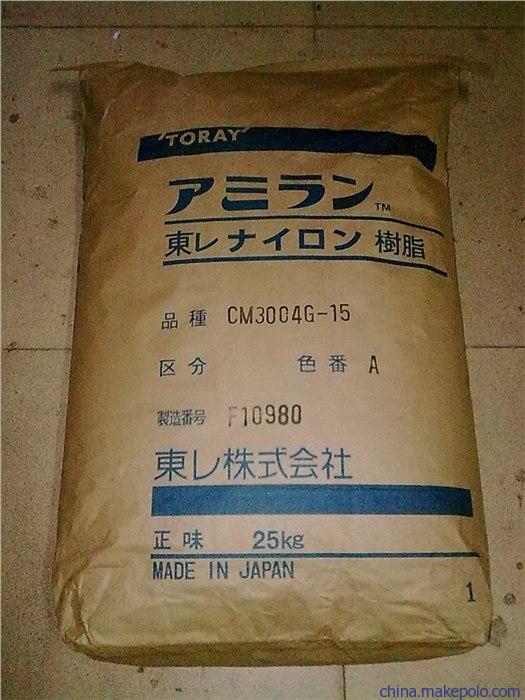 TORAY
アミラン TM
東レ ナイロン 樹脂
品種 CM3004G-15
区分 色番 A
製造番号 F10980
東レ株式会社
正味 25kg
MADE IN JAPAN
1
china.makepolo.com